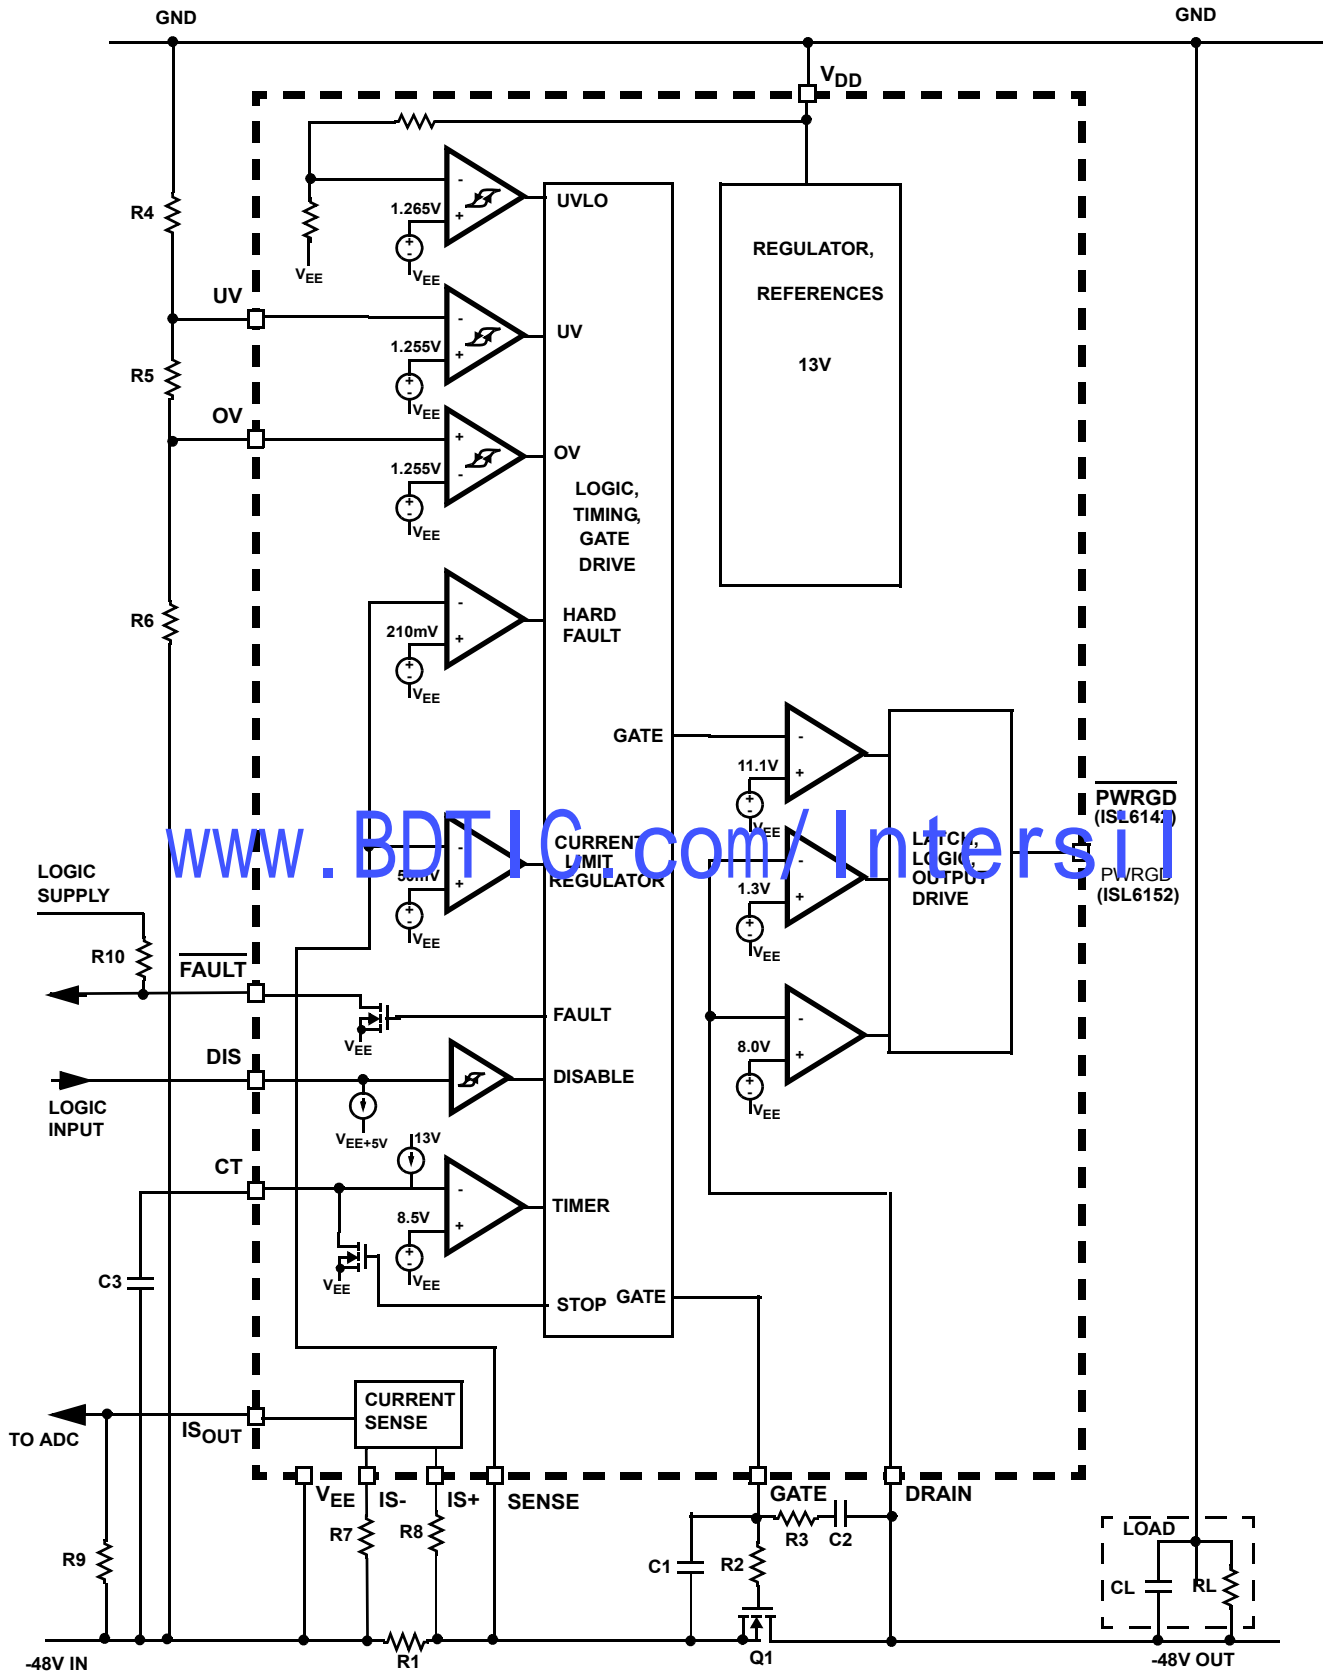 GND
GND
VDD
R4
1.265V
-
+
UVLO
VEE
VEE
REGULATOR,
REFERENCES
13V
UV
-
+
UV
1.255V
VEE
R5
OV
+
-
OV
1.255V
VEE
LOGIC,
TIMING,
GATE
DRIVE
R6
-
+
HARD
FAULT
210mV
VEE
GATE
-
+
11.1V
VEE
PWRGD
(ISL6142)
www.BDTIC.com/Intersil
-
+
CURRENT
LIMIT
REGULATOR
50mV
VEE
-
+
1.3V
VEE
LATCH,
LOGIC,
OUTPUT
DRIVE
PWRGD
(ISL6152)
LOGIC
SUPPLY
R10
FAULT
FAULT
VEE
-
+
8.0V
VEE
DIS
DISABLE
LOGIC
INPUT
VEE+5V
13V
CT
-
+
TIMER
8.5V
VEE
VEE
C3
STOP
GATE
CURRENT
SENSE
TO ADC
ISOUT
VEE
IS-
IS+
SENSE
GATE
DRAIN
R7
R8
R9
R3
C2
C1
R2
LOAD
CL
RL
-48V IN
R1
Q1
-48V OUT